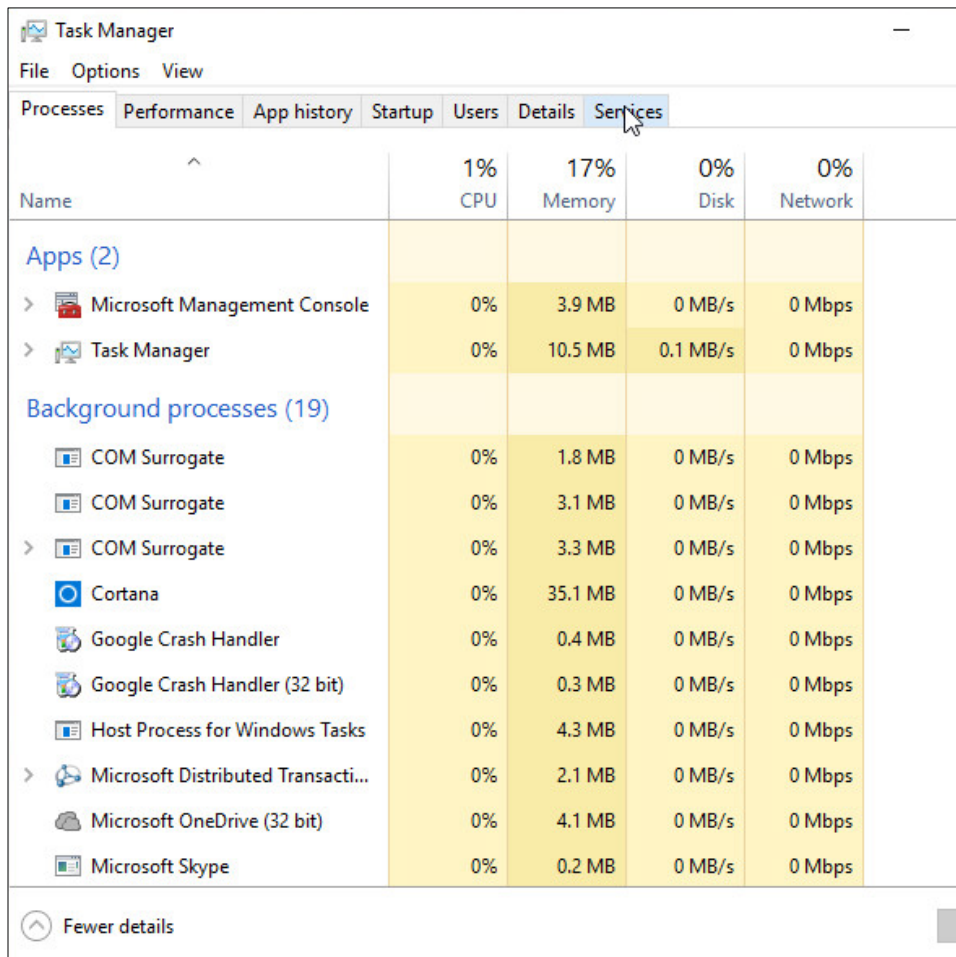 Task Manager
File Options View
Processes Performance App history Startup Users Details Services
1% 17% 0% 0%
Name CPU Memory Disk Network
Apps (2)
Microsoft Management Console 0% 3.9 MB 0 MB/s 0 Mbps
Task Manager 0% 10.5 MB 0.1 MB/s 0 Mbps
Background processes (19)
COM Surrogate 0% 1.8 MB 0 MB/s 0 Mbps
COM Surrogate 0% 3.1 MB 0 MB/s 0 Mbps
COM Surrogate 0% 3.3 MB 0 MB/s 0 Mbps
Cortana 0% 35.1 MB 0 MB/s 0 Mbps
Google Crash Handler 0% 0.4 MB 0 MB/s 0 Mbps
Google Crash Handler (32 bit) 0% 0.3 MB 0 MB/s 0 Mbps
Host Process for Windows Tasks 0% 4.3 MB 0 MB/s 0 Mbps
Microsoft Distributed Transacti... 0% 2.1 MB 0 MB/s 0 Mbps
Microsoft OneDrive (32 bit) 0% 4.1 MB 0 MB/s 0 Mbps
Microsoft Skype 0% 0.2 MB 0 MB/s 0 Mbps
Fewer details